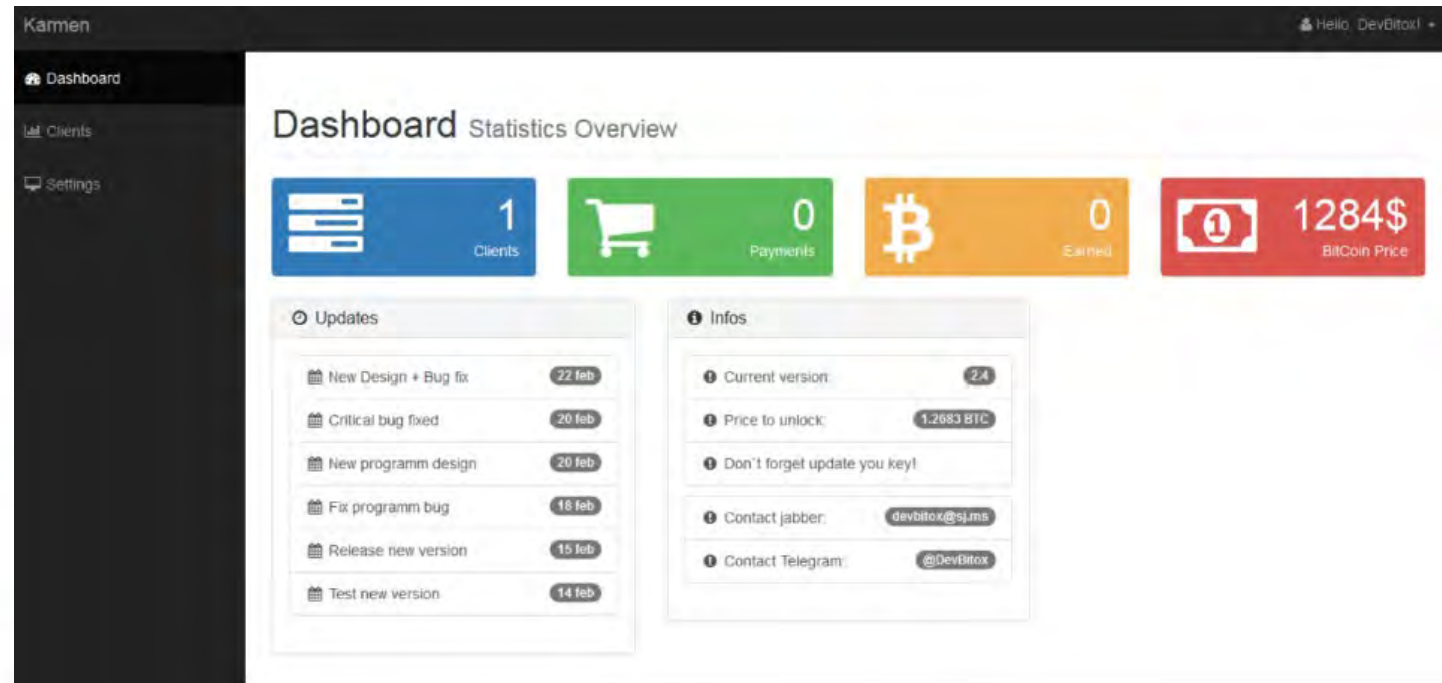 Karmen
Hello, DevBitox!
Dashboard
Clients
Settings
Dashboard Statistics Overview
1
Clients
0
Payments
0
Earned
1
1284$
BitCoin Price
Updates
New Design + Bug fix 22 feb
Critical bug fixed 20 feb
New programm design 20 feb
Fix programm bug 18 feb
Release new version 15 feb
Test new version 14 feb
Infos
Current version: 2.4
Price to unlock: 1.2683 BTC
Don`t forget update you key!
Contact jabber: devbitox@sj.ms
Contact Telegram: @DevBitox